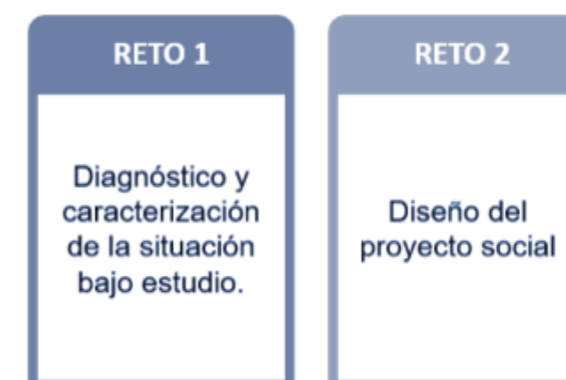 RETO 1
Diagnóstico y
caracterización
de la situación
bajo estudio.
RETO 2
Diseño del
proyecto social